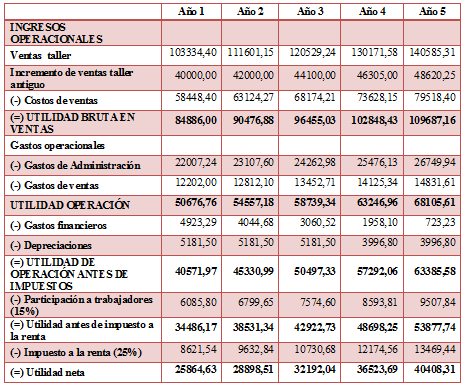 Año 1 Año 2 Año 3 Año 4 Año 5
INGRESOS
OPERACIONALES
Ventas taller 103334,40 111601,15 120529,24 130171,58 140585,31
Incremento de ventas taller
antiguo 40000,00 42000,00 44100,00 46305,00 48620,25
(-) Costos de ventas 58448,40 63124,27 68174,21 73628,15 79518,40
(=) UTILIDAD BRUTA EN
VENTAS 84886,00 90476,88 96455,03 102848,43 109687,16
Gastos operacionales
(-) Gastos de Administración 22007,24 23107,60 24262,98 25476,13 26749,94
(-) Gastos de ventas 12202,00 12812,10 13452,71 14125,34 14831,61
UTILIDAD OPERACIÓN 50676,76 54557,18 58739,34 63246,96 68105,61
(-) Gastos financieros 4923,29 4044,68 3060,52 1958,10 723,23
(-) Depreciaciones 5181,50 5181,50 5181,50 3996,80 3996,80
(=) UTILIDAD DE
OPERACIÓN ANTES DE
IMPUESTOS 40571,97 45330,99 50497,33 57292,06 63385,58
(-) Participación a trabajadores
(15%) 6085,80 6799,65 7574,60 8593,81 9507,84
(=) Utilidad antes de impuesto a
la renta 34486,17 38531,34 42922,73 48698,25 53877,74
(-) Impuesto a la renta (25%) 8621,54 9632,84 10730,68 12174,56 13469,44
(=) Utilidad neta 25864,63 28898,51 32192,04 36523,69 40408,31